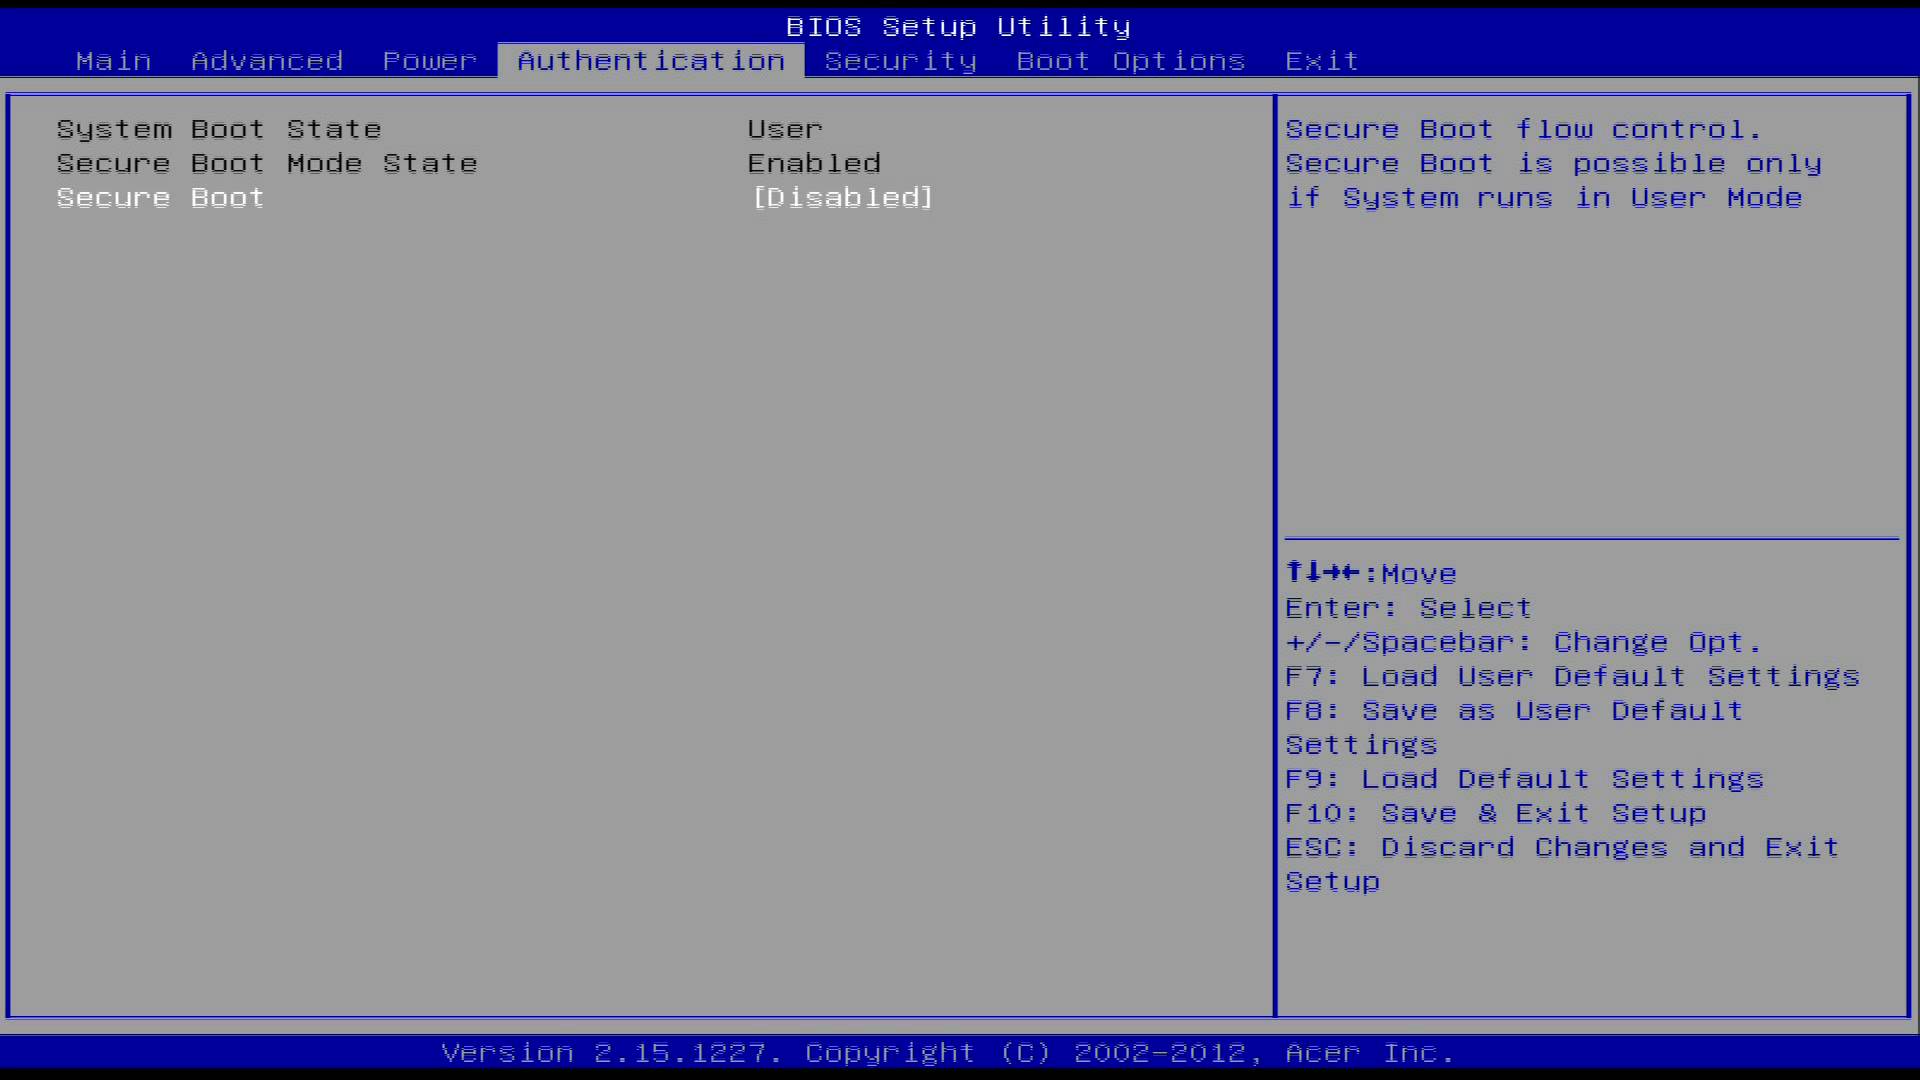 BIOS Setup Utility
Main Advanced Power Authentication Security Boot Options Exit
System Boot State User
Secure Boot Mode State Enabled
Secure Boot [Disabled]
Secure Boot flow control.
Secure Boot is possible only
if System runs in User Mode
↑↓→←:Move
Enter: Select
+/-/Spacebar: Change Opt.
F7: Load User Default Settings
F8: Save as User Default
Settings
F9: Load Default Settings
F10: Save & Exit Setup
ESC: Discard Changes and Exit
Setup
Version 2.15.1227. Copyright (C) 2002-2012, Acer Inc.